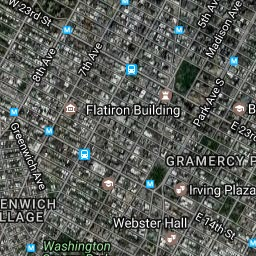 W 23rd St
5th Ave
Madison Ave
8th Ave
7th Ave
Flatiron Building
Park Ave S
B
E 23rd
Greenwich Ave
GRAMERCY P
Irving Plaza
ENWICH
LLAGE
Webster Hall
E 14th St
Washington